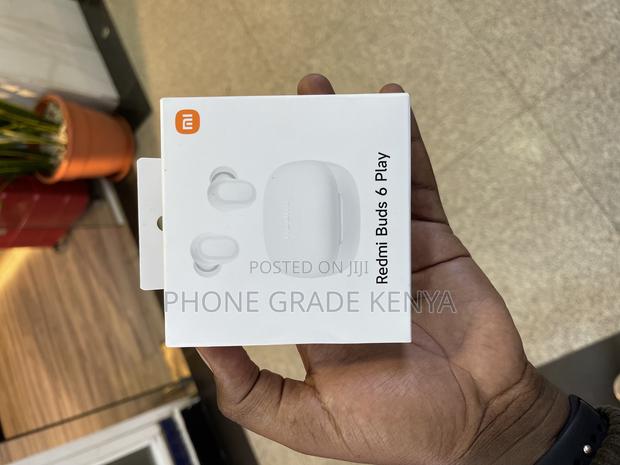 mi
Redmi Buds 6 Play
POSTED ON JIJI
PHONE GRADE KENYA